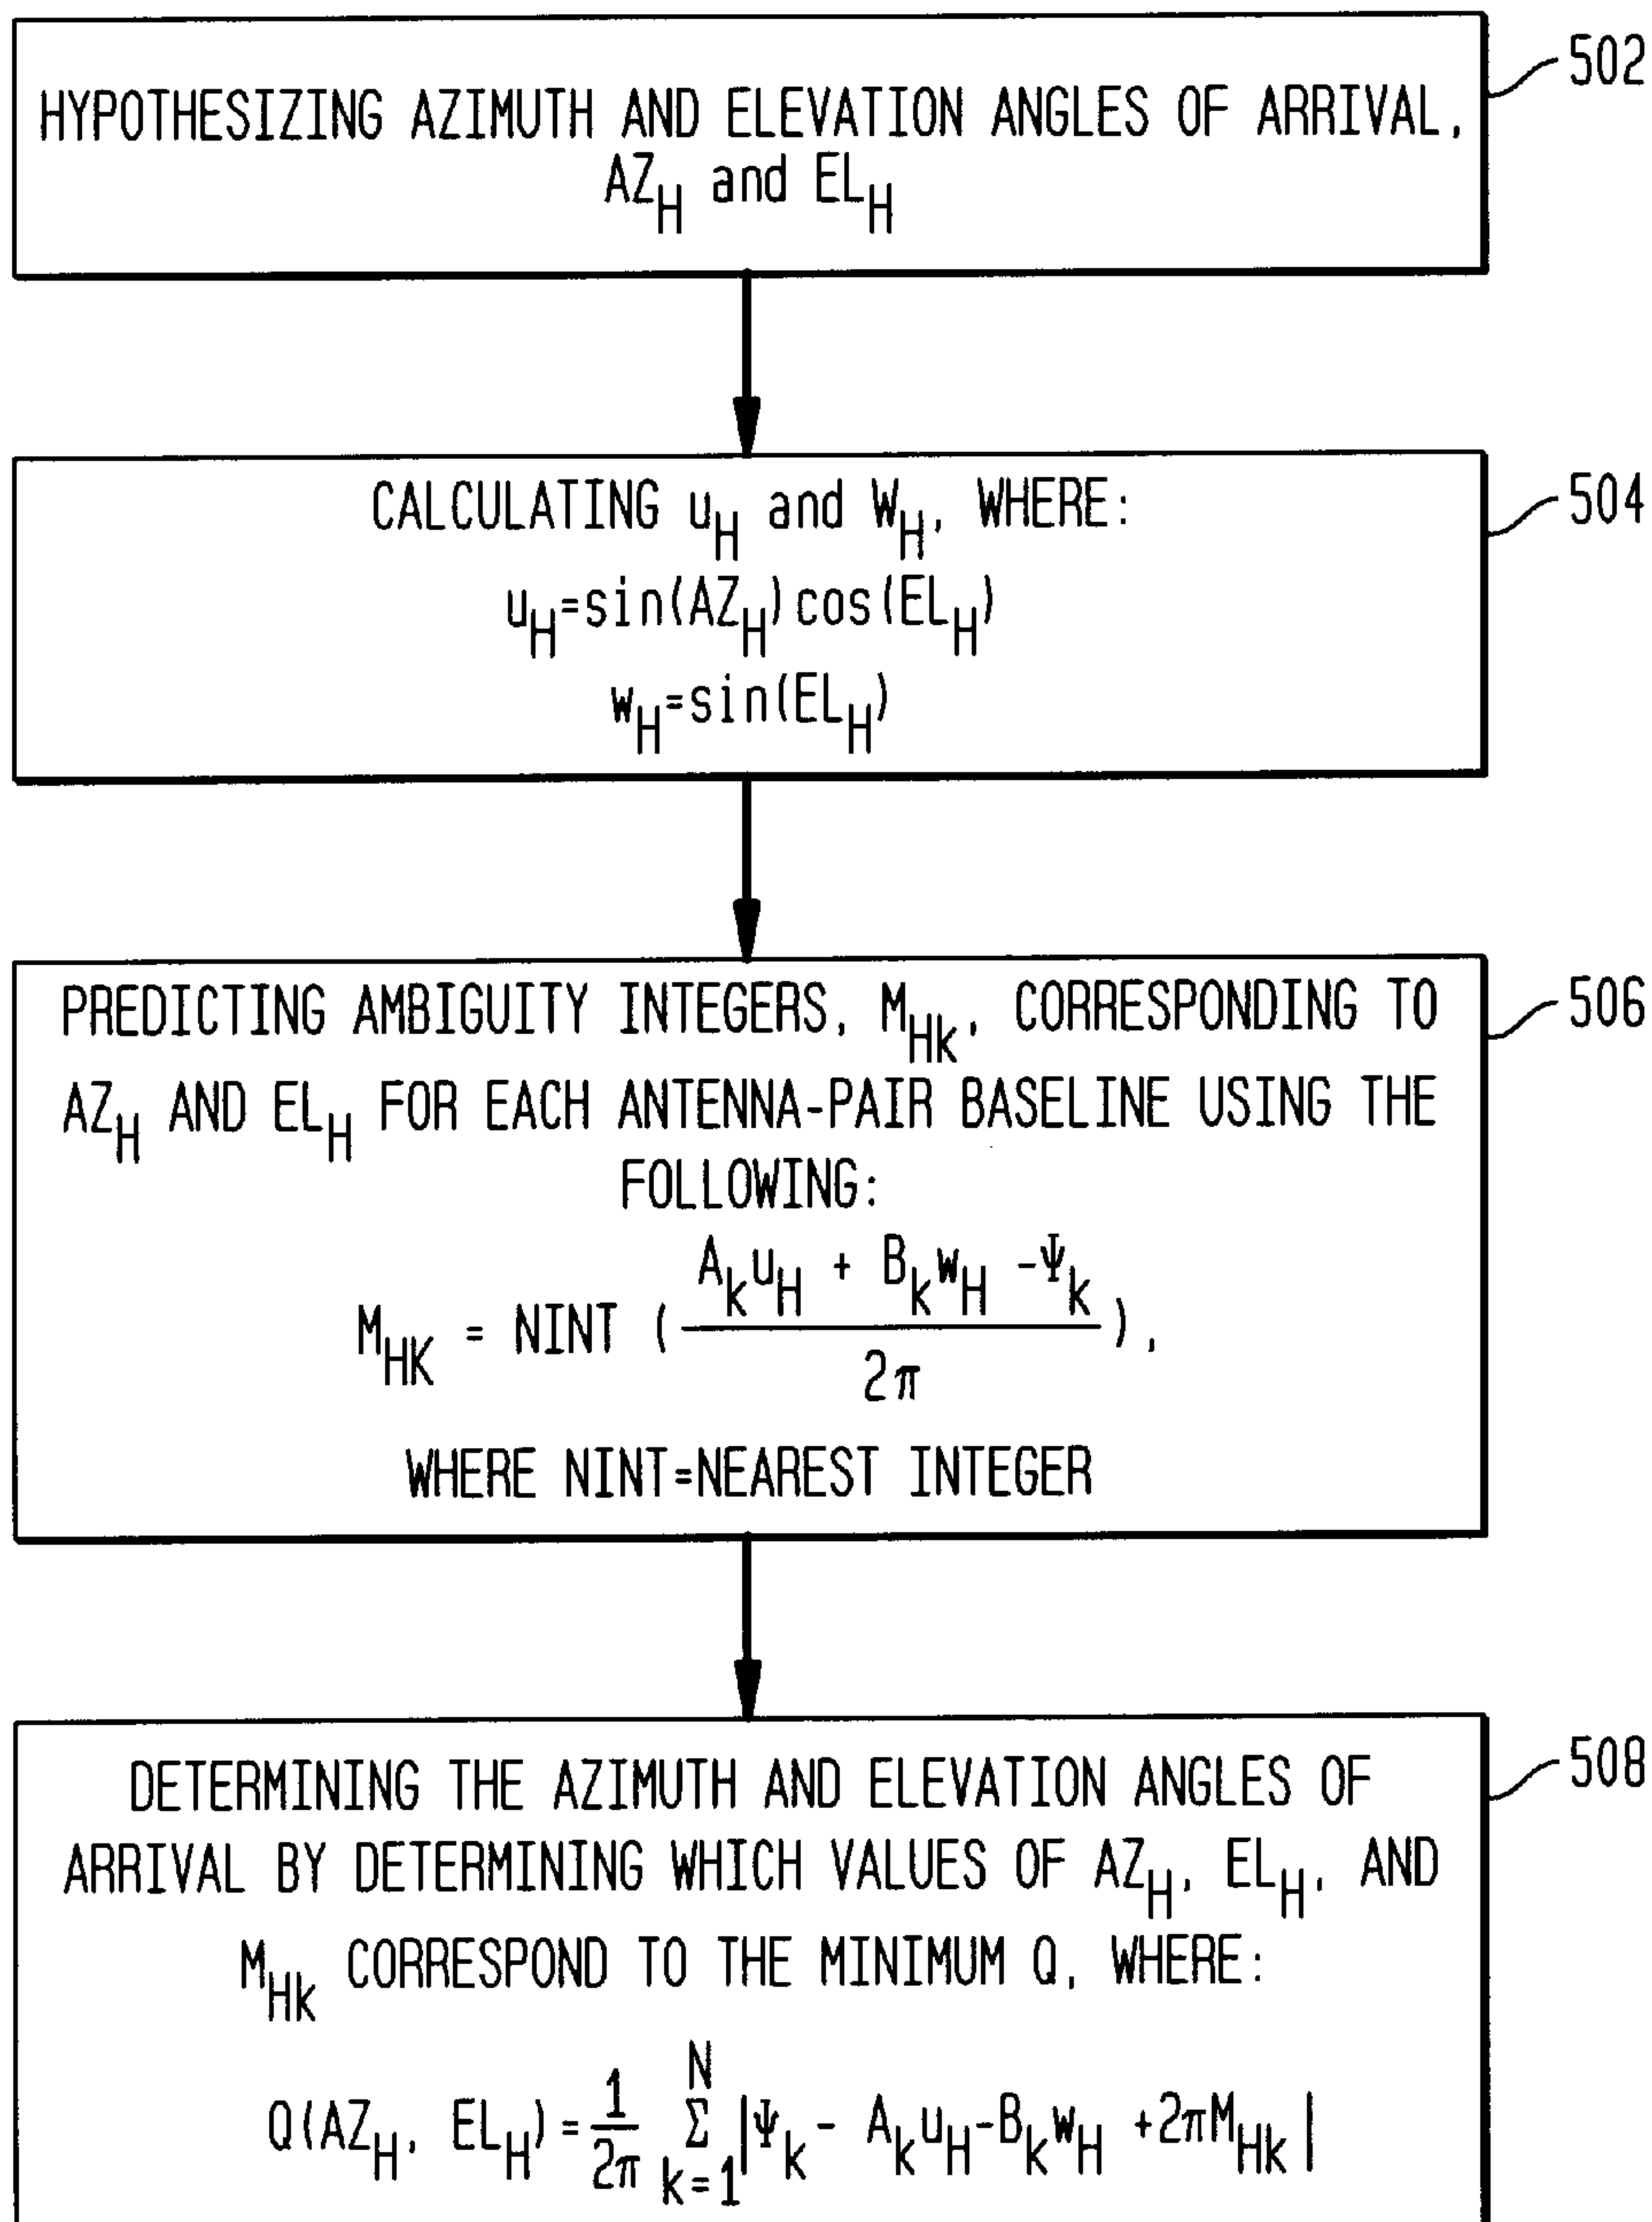 HYPOTHESIZING AZIMUTH AND ELEVATION ANGLES OF ARRIVAL,
AZ_H and EL_H
502
CALCULATING u_H and W_H, WHERE:
u_H=sin(AZ_H)cos(EL_H)
w_H=sin(EL_H)
504
PREDICTING AMBIGUITY INTEGERS, M_Hk, CORRESPONDING TO
AZ_H AND EL_H FOR EACH ANTENNA-PAIR BASELINE USING THE
FOLLOWING:
M_HK = NINT ( (A_k u_H + B_k w_H -Ψ_k) / 2π ),
WHERE NINT=NEAREST INTEGER
506
DETERMINING THE AZIMUTH AND ELEVATION ANGLES OF
ARRIVAL BY DETERMINING WHICH VALUES OF AZ_H, EL_H, AND
M_Hk CORRESPOND TO THE MINIMUM Q, WHERE:
Q(AZ_H, EL_H)= 1/2π Σ_{k=1}^{N} |Ψ_k - A_k u_H-B_k w_H +2πM_Hk|
508